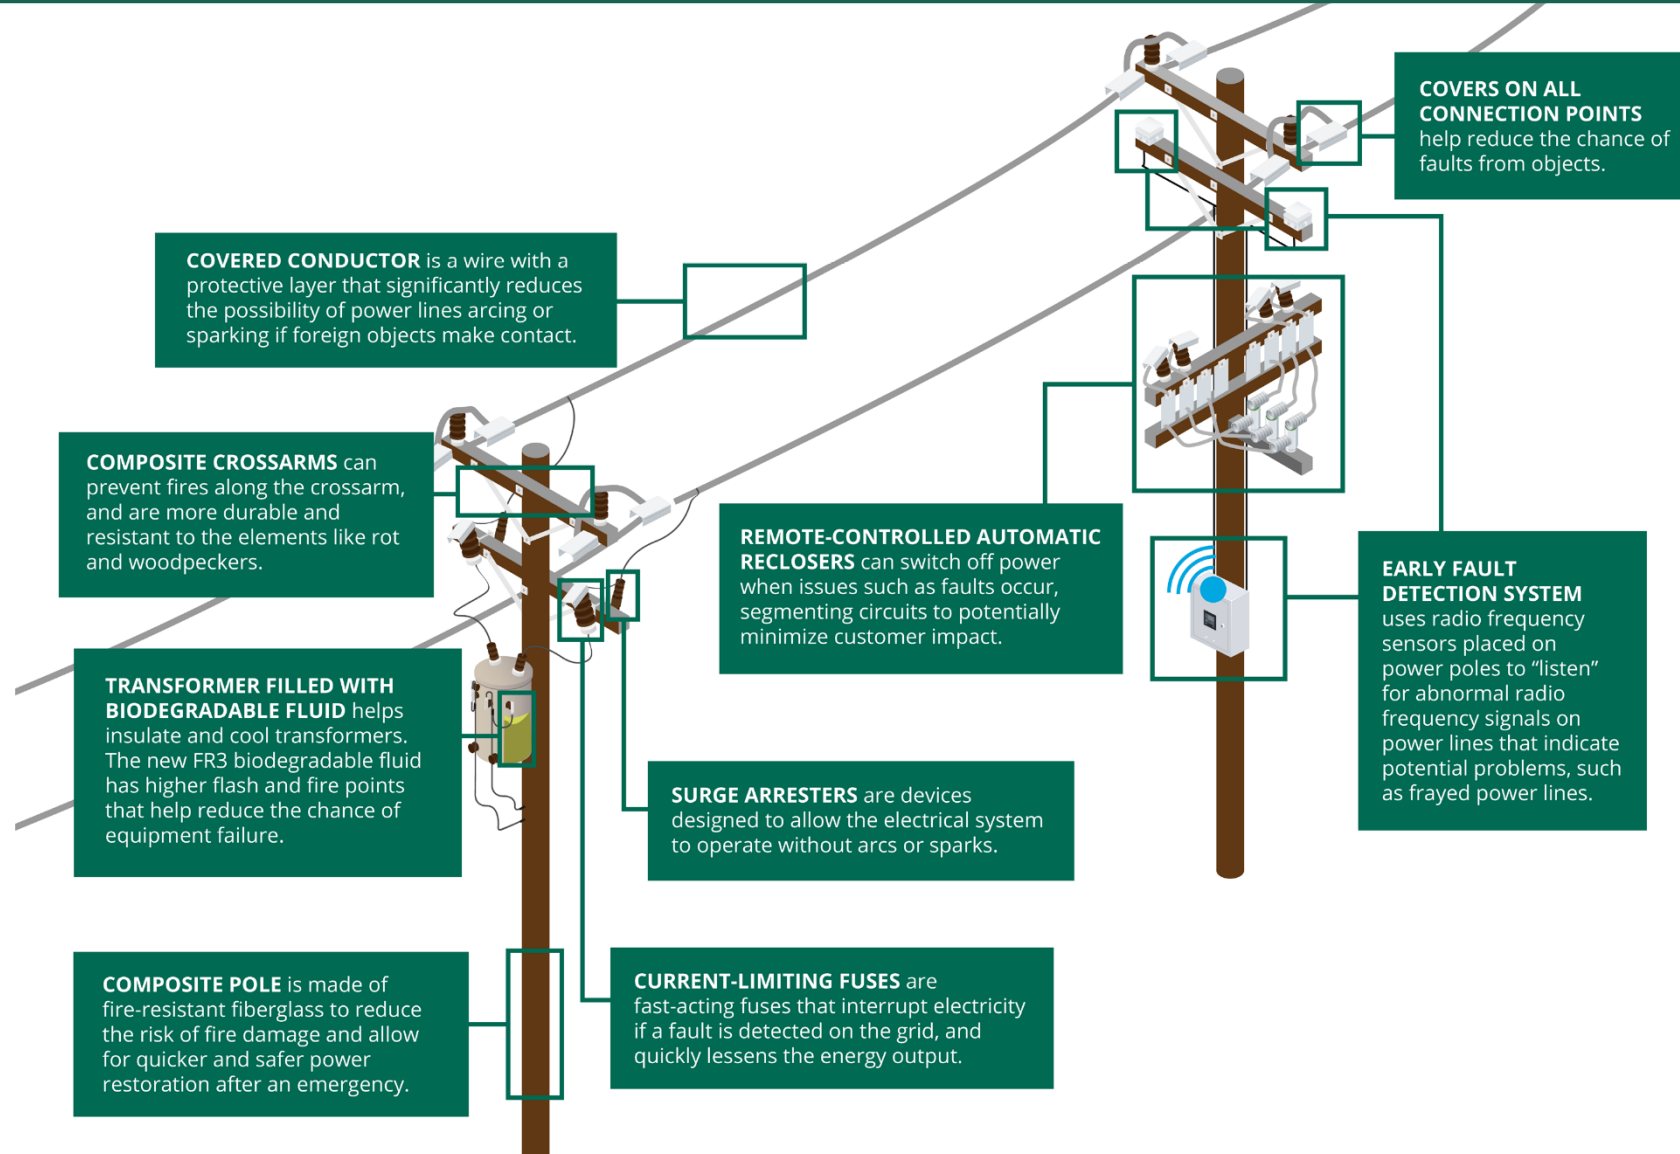 COVERS ON ALL
CONNECTION POINTS
help reduce the chance of
faults from objects.
COVERED CONDUCTOR is a wire with a
protective layer that significantly reduces
the possibility of power lines arcing or
sparking if foreign objects make contact.
COMPOSITE CROSSARMS can
prevent fires along the crossarm,
and are more durable and
resistant to the elements like rot
and woodpeckers.
REMOTE-CONTROLLED AUTOMATIC
RECLOSERS can switch off power
when issues such as faults occur,
segmenting circuits to potentially
minimize customer impact.
EARLY FAULT
DETECTION SYSTEM
uses radio frequency
sensors placed on
power poles to “listen”
for abnormal radio
frequency signals on
power lines that indicate
potential problems, such
as frayed power lines.
TRANSFORMER FILLED WITH
BIODEGRADABLE FLUID helps
insulate and cool transformers.
The new FR3 biodegradable fluid
has higher flash and fire points
that help reduce the chance of
equipment failure.
SURGE ARRESTERS are devices
designed to allow the electrical system
to operate without arcs or sparks.
COMPOSITE POLE is made of
fire-resistant fiberglass to reduce
the risk of fire damage and allow
for quicker and safer power
restoration after an emergency.
CURRENT-LIMITING FUSES are
fast-acting fuses that interrupt electricity
if a fault is detected on the grid, and
quickly lessens the energy output.